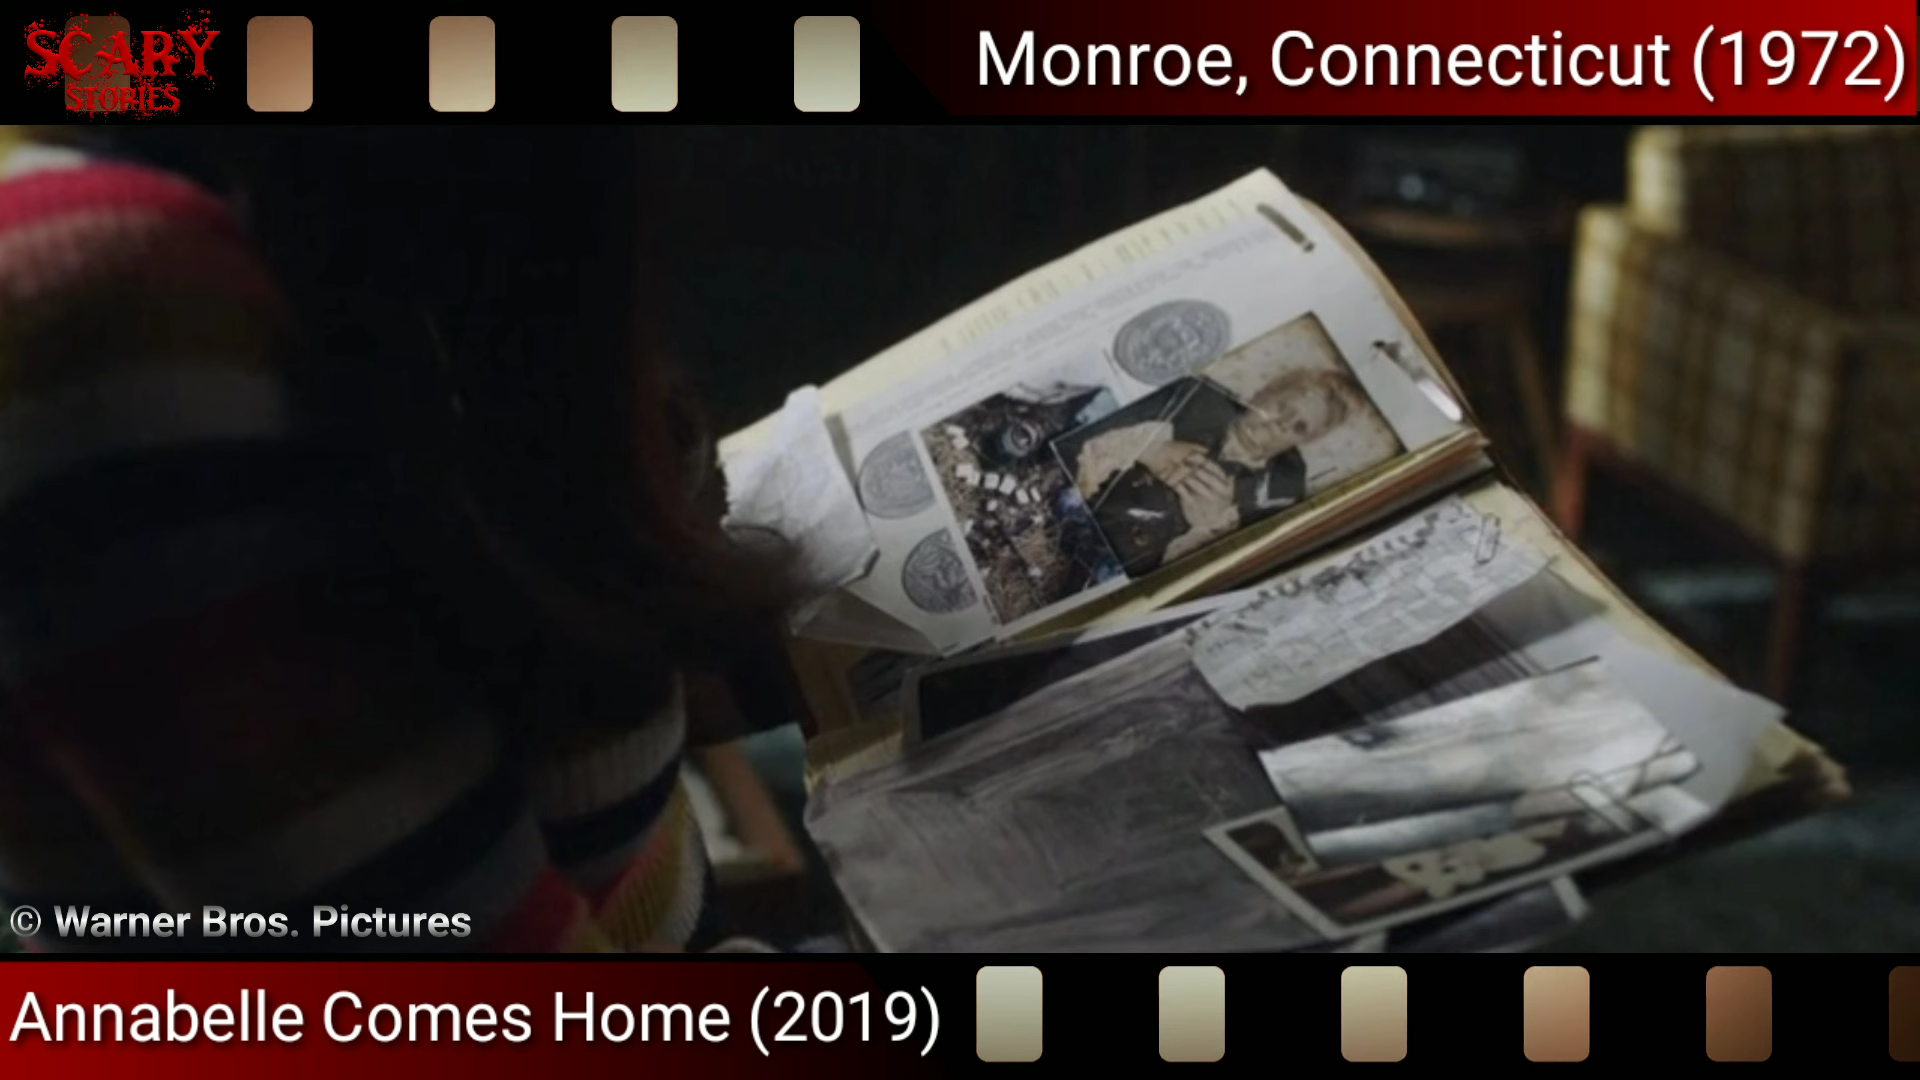 SCARY
STORIES
Monroe, Connecticut (1972)
© Warner Bros. Pictures
Annabelle Comes Home (2019)